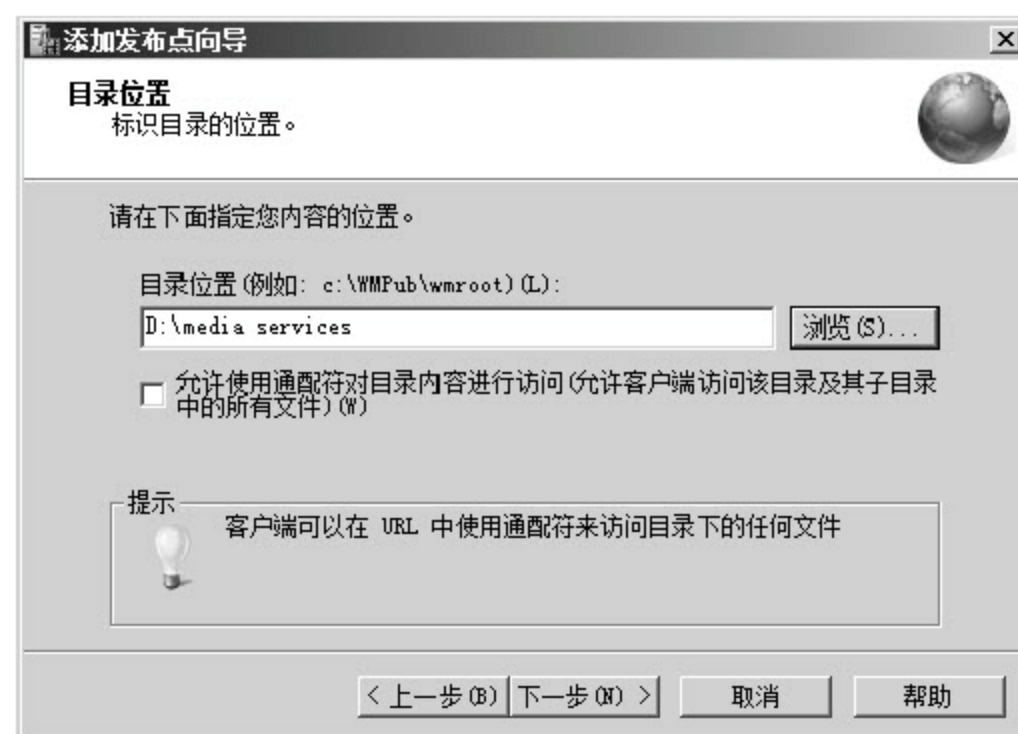 添加发布点向导
目录位置
标识目录的位置。
请在下面指定您内容的位置。
目录位置(例如: c:\WMPub\wmroot)(L):
D:\media services
浏览(S)...
允许使用通配符对目录内容进行访问(允许客户端访问该目录及其子目录
中的所有文件)(W)
提示
客户端可以在 URL 中使用通配符来访问目录下的任何文件
< 上一步(B) 下一步(N) > 取消 帮助